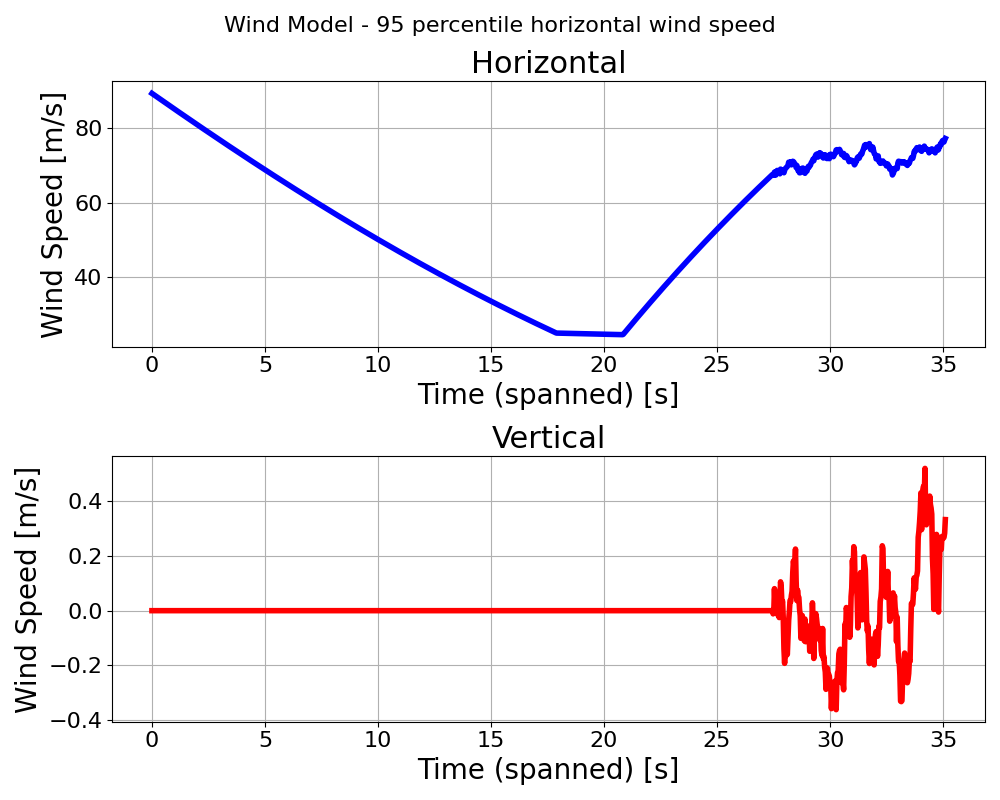 Wind Model - 95 percentile horizontal wind speed
Horizontal
Wind Speed [m/s]
80
60
40
0 5 10 15 20 25 30 35
Time (spanned) [s]
Vertical
Wind Speed [m/s]
0.4
0.2
0.0
−0.2
−0.4
0 5 10 15 20 25 30 35
Time (spanned) [s]